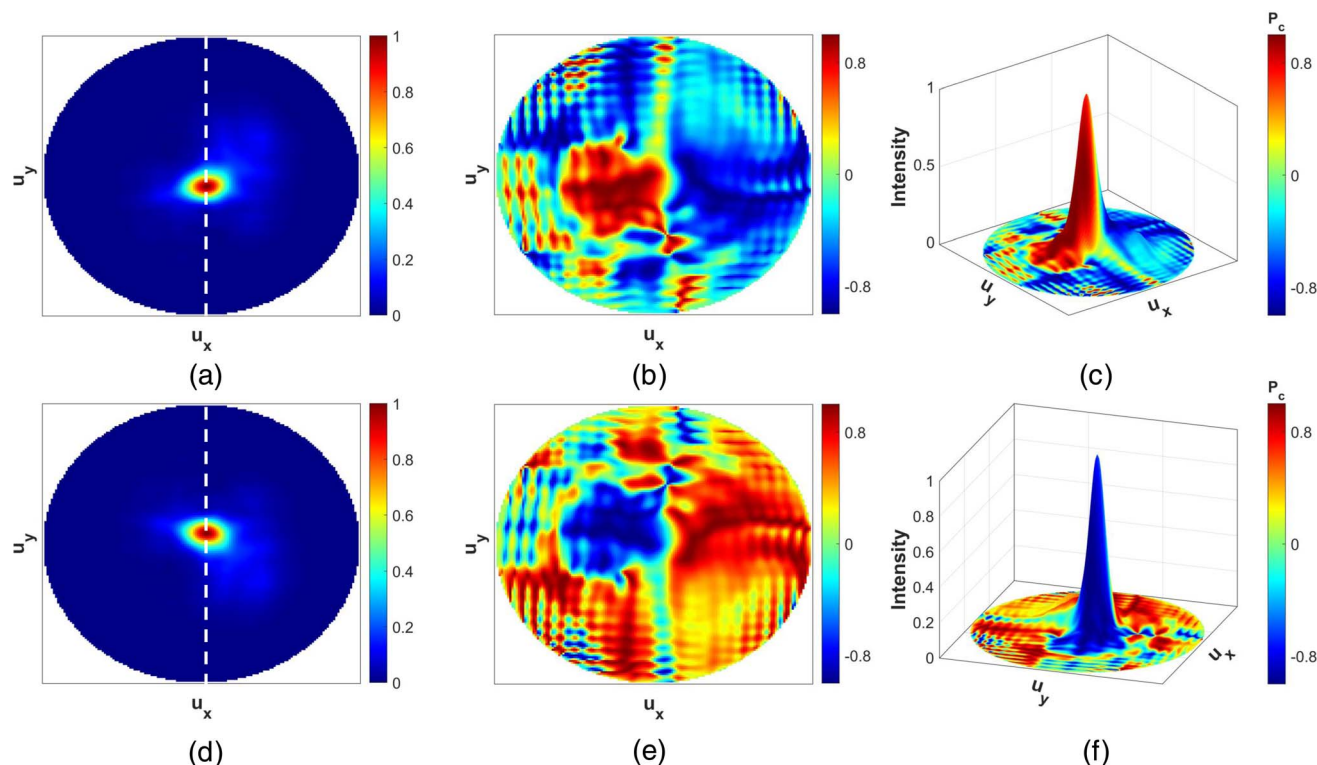 1
0.8
0.6
0.4
0.2
0
u_y
u_x
(a)
0.8
0
-0.8
u_y
u_x
(b)
P_c
1
0.5
0
Intensity
u_y
u_x
0.8
0
-0.8
(c)
1
0.8
0.6
0.4
0.2
0
u_y
u_x
(d)
0.8
0
-0.8
u_y
u_x
(e)
P_c
1
0.8
0.6
0.4
0.2
0
Intensity
u_y
u_x
0.8
0
-0.8
(f)